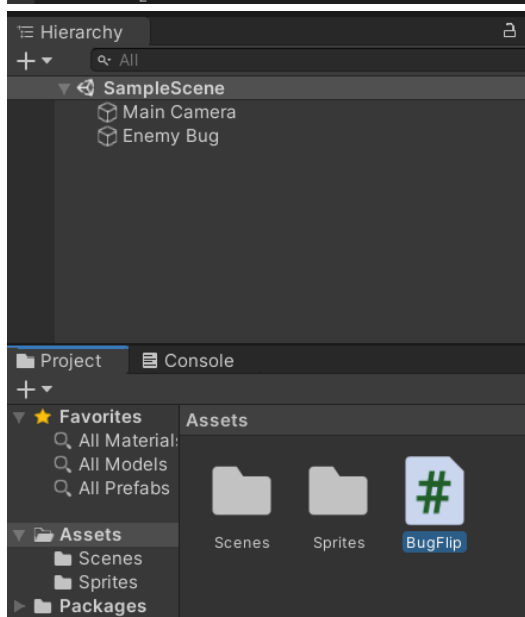 Hierarchy
All
SampleScene
Main Camera
Enemy Bug
Project
Console
Favorites
All Materials
All Models
All Prefabs
Assets
Scenes
Sprites
Packages
Assets
Scenes
Sprites
#
BugFlip